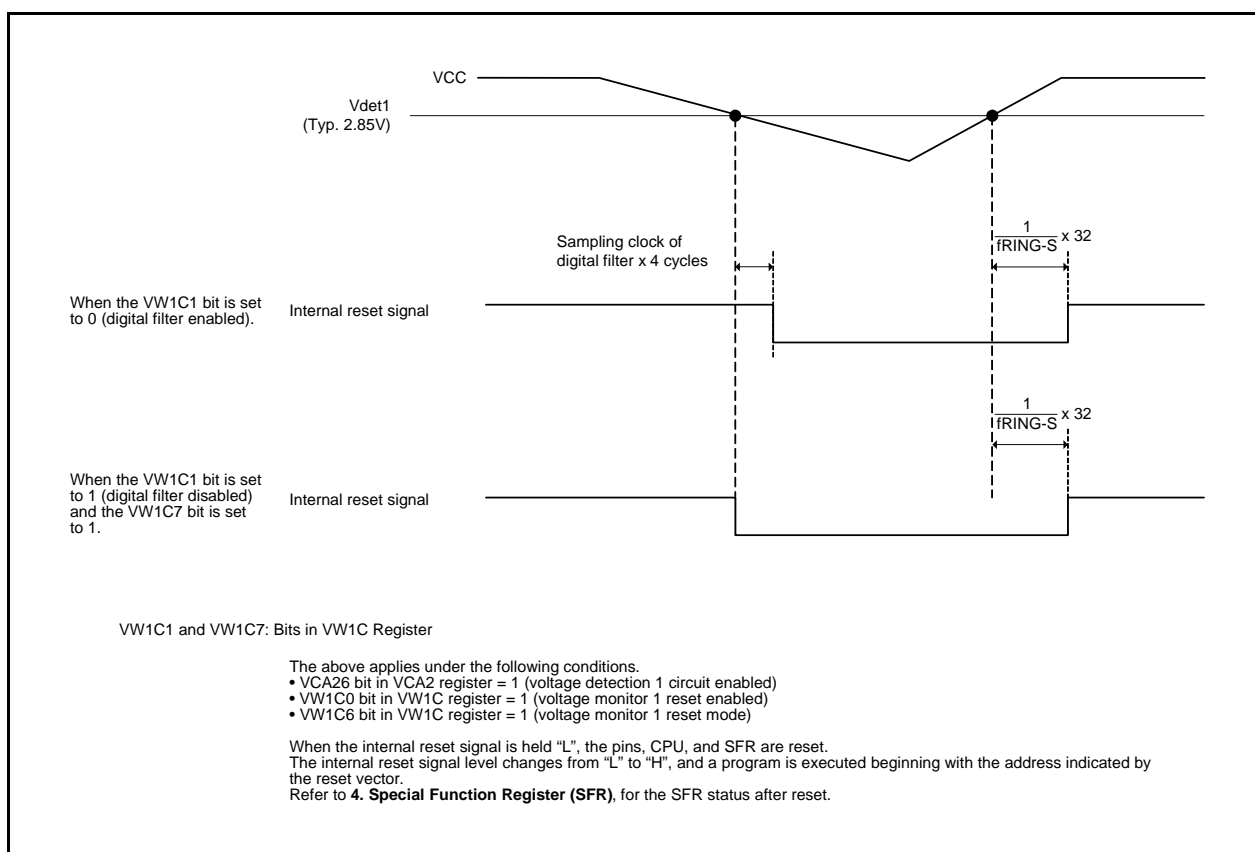 VCC
Vdet1
(Typ. 2.85V)
Sampling clock of
digital filter x 4 cycles
1
fRING-S
x 32
When the VW1C1 bit is set
to 0 (digital filter enabled).
Internal reset signal
1
fRING-S
x 32
When the VW1C1 bit is set
to 1 (digital filter disabled)
and the VW1C7 bit is set
to 1.
Internal reset signal
VW1C1 and VW1C7: Bits in VW1C Register
The above applies under the following conditions.
• VCA26 bit in VCA2 register = 1 (voltage detection 1 circuit enabled)
• VW1C0 bit in VW1C register = 1 (voltage monitor 1 reset enabled)
• VW1C6 bit in VW1C register = 1 (voltage monitor 1 reset mode)
When the internal reset signal is held “L”, the pins, CPU, and SFR are reset.
The internal reset signal level changes from “L” to “H”, and a program is executed beginning with the address indicated by
the reset vector.
Refer to 4. Special Function Register (SFR), for the SFR status after reset.